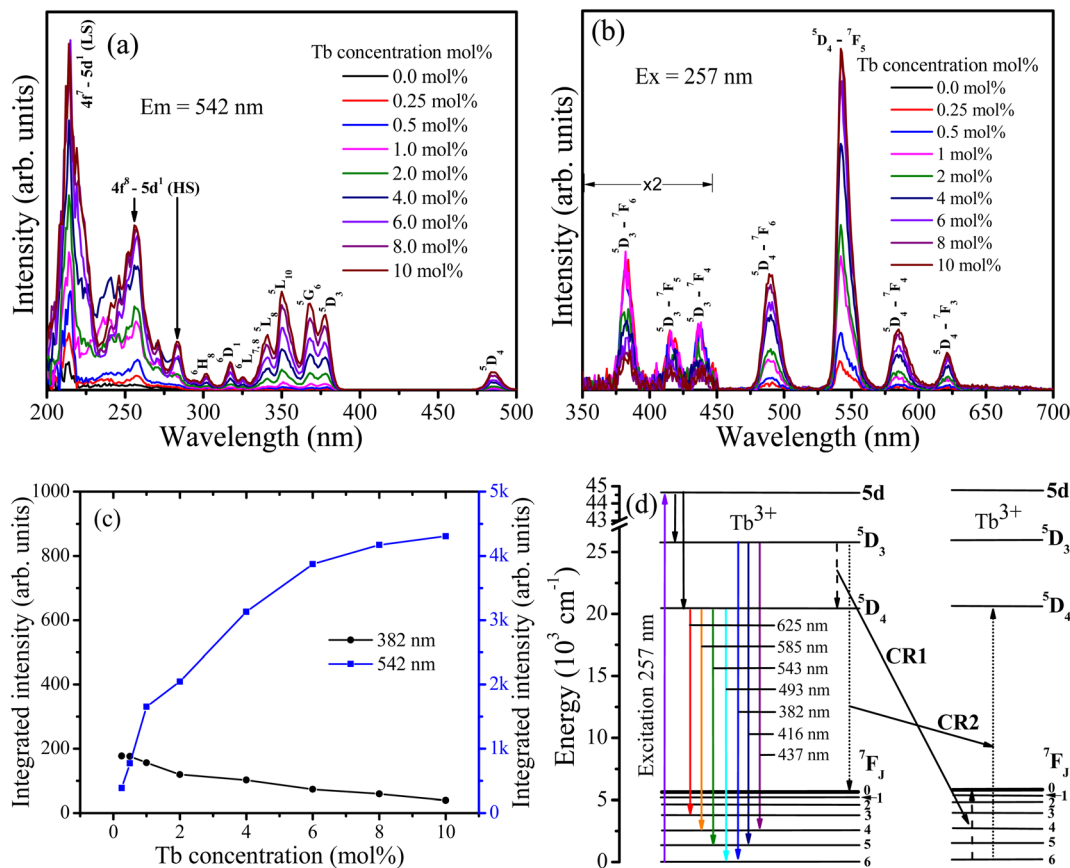 (a)
4f⁷ - 5d¹ (LS)
Em = 542 nm
Tb concentration mol%
0.0 mol%
0.25 mol%
0.5 mol%
1.0 mol%
2.0 mol%
4.0 mol%
6.0 mol%
8.0 mol%
10 mol%
4f⁸ - 5d¹ (HS)
⁶H₈
⁶D₁
⁶L₇,₈
⁵L₈
⁵L₁₀
⁵G₆
⁵D₃
⁵D₄
Intensity (arb. units)
200 250 300 350 400 450 500
Wavelength (nm)
(b)
Ex = 257 nm
⁵D₄ - ⁷F₅
Tb concentration mol%
0.0 mol%
0.25 mol%
0.5 mol%
1 mol%
2 mol%
4 mol%
6 mol%
8 mol%
10 mol%
x2
⁵D₃ - ⁷F₆
⁵D₃ - ⁷F₅
⁵D₃ - ⁷F₄
⁵D₄ - ⁷F₆
⁵D₄ - ⁷F₄
⁵D₄ - ⁷F₃
Intensity (arb. units)
350 400 450 500 550 600 650 700
Wavelength (nm)
(c)
Integrated intensity (arb. units)
1000
800
600
400
200
0
382 nm
542 nm
5k
4k
3k
2k
1k
0
Integrated intensity (arb. units)
0 2 4 6 8 10
Tb concentration (mol%)
(d)
Energy (10³ cm⁻¹)
45
44
43
25
20
15
10
5
0
Excitation 257 nm
Tb³⁺
5d
⁵D₃
⁵D₄
625 nm
585 nm
543 nm
493 nm
382 nm
416 nm
437 nm
⁷F_J
0
1
2
3
4
5
6
CR1
CR2
5d
Tb³⁺
⁵D₃
⁵D₄
⁷F_J
0
1
2
3
4
5
6